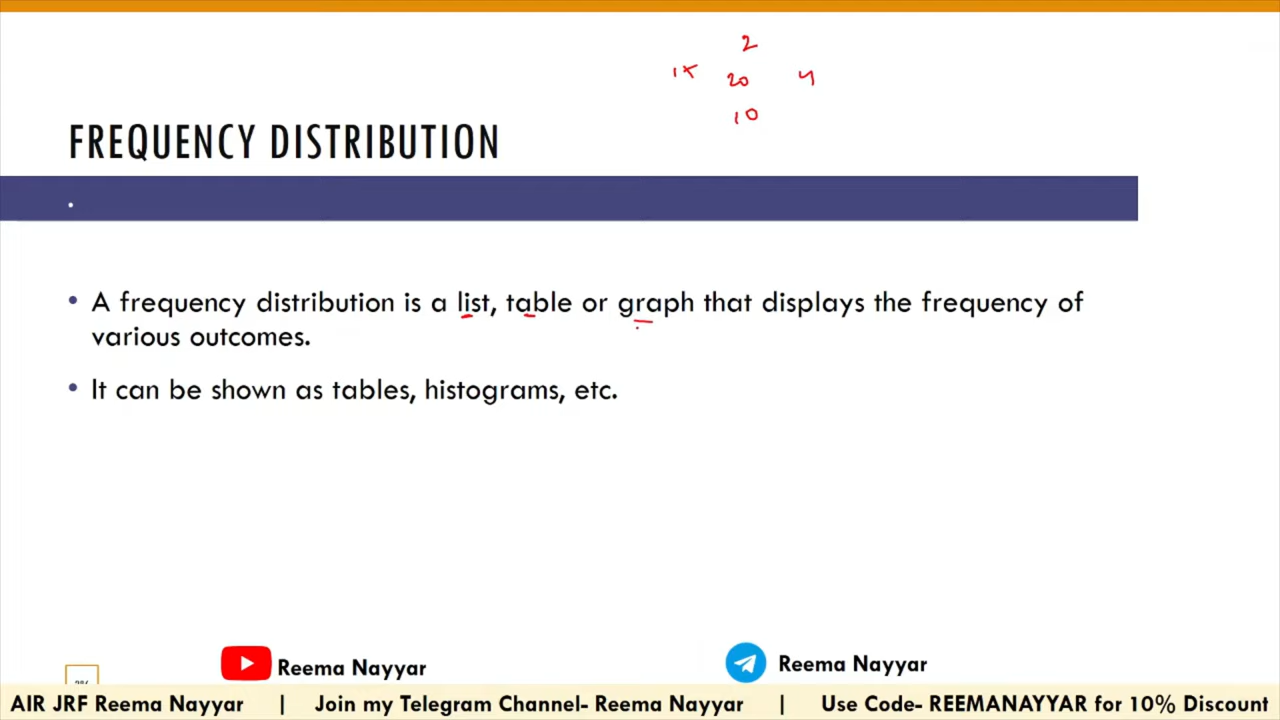 2
20 4
10
FREQUENCY DISTRIBUTION
• A frequency distribution is a list, table or graph that displays the frequency of
various outcomes.
• It can be shown as tables, histograms, etc.
Reema Nayyar Reema Nayyar
AIR JRF Reema Nayyar | Join my Telegram Channel- Reema Nayyar | Use Code- REEMANAYYAR for 10% Discount